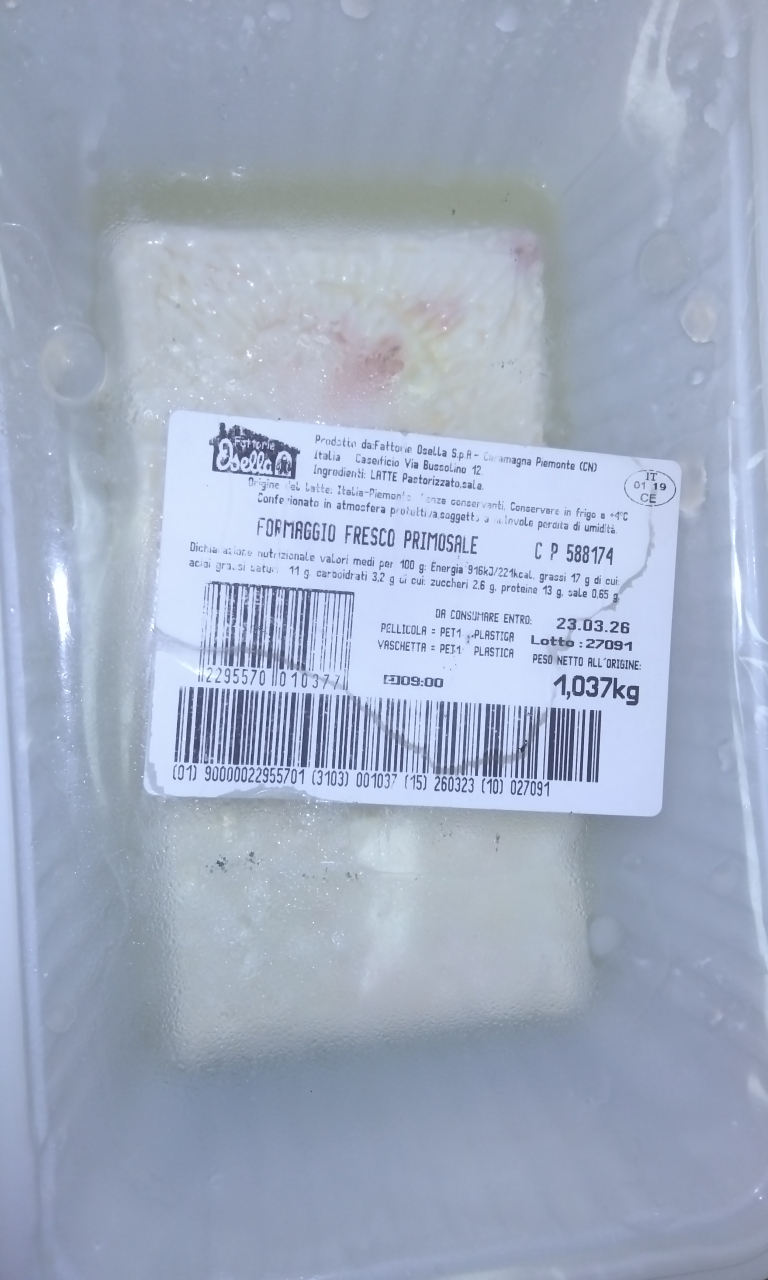 Fattorie
Osella
Prodotto da:Fattorie Osella S.p.A - Caramagna Piemonte (CN)
Italia Caseificio Via Bussolino 12
Ingredienti: LATTE Pastorizzato,sale.
Origine del latte: Italia-Piemonte senza conservanti. Conservare in frigo a +4°C
Confezionato in atmosfera protettiva,soggetto a notevole perdita di umidità.
IT
01 19
CE
FORMAGGIO FRESCO PRIMOSALE C P 588174
Dichiarazione nutrizionale valori medi per 100 g: Energia 916kJ/221kcal, grassi 17 g di cui:
acidi grassi saturi 11 g, carboidrati 3.2 g di cui: zuccheri 2.6 g, proteine 13 g, sale 0.65 g,
DA CONSUMARE ENTRO: 23.03.26
PELLICOLA = PET1 PLASTICA Lotto :27091
VASCHETTA = PET1 PLASTICA PESO NETTO ALL'ORIGINE:
09:00 1,037kg
2295570 010377
(01) 90000022955701 (3103) 001037 (15) 260323 (10) 027091